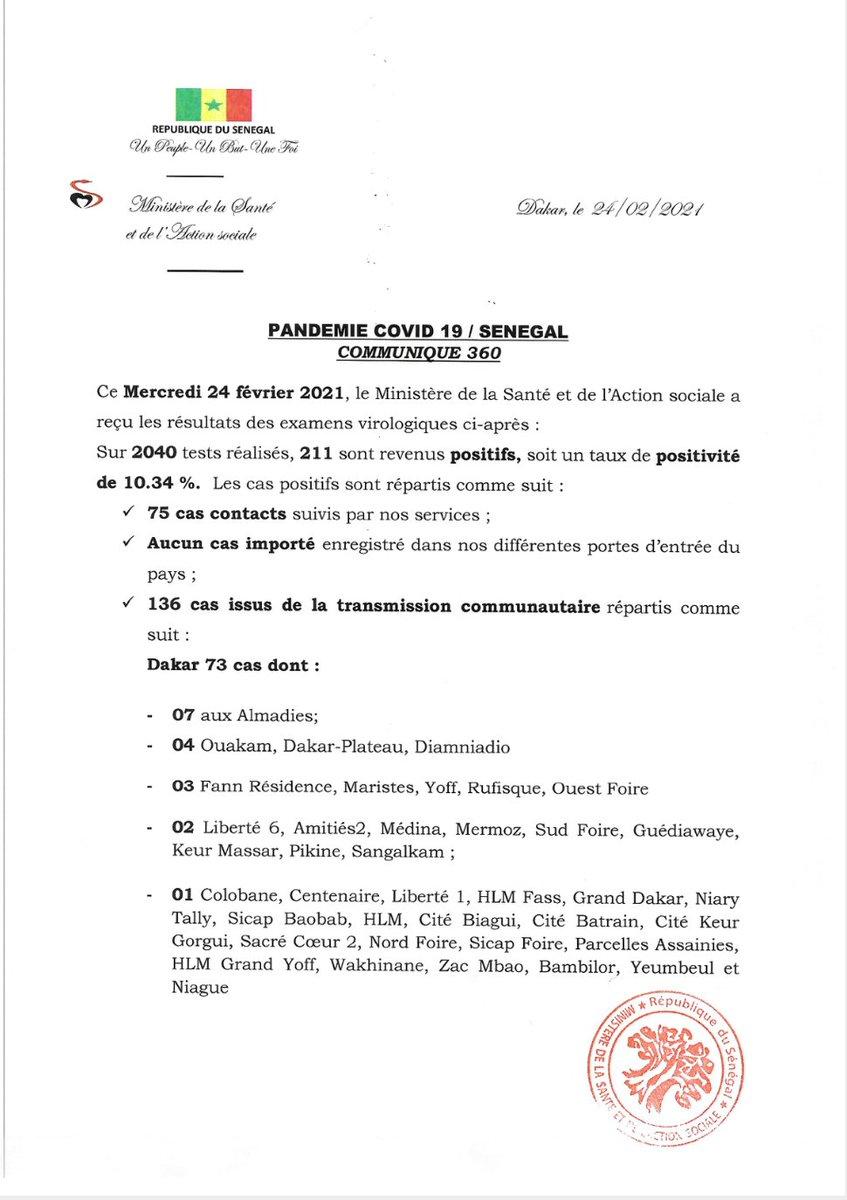 REPUBLIQUE DU SENEGAL
Un Peuple-Un But-Une Foi
Ministère de la Santé
et de l'Action sociale
Dakar, le 24/02/2021
PANDEMIE COVID 19 / SENEGAL
COMMUNIQUE 360
Ce Mercredi 24 février 2021, le Ministère de la Santé et de l'Action sociale a
reçu les résultats des examens virologiques ci-après :
Sur 2040 tests réalisés, 211 sont revenus positifs, soit un taux de positivité
de 10.34 %. Les cas positifs sont répartis comme suit :
✓ 75 cas contacts suivis par nos services ;
✓ Aucun cas importé enregistré dans nos différentes portes d'entrée du
pays ;
✓ 136 cas issus de la transmission communautaire répartis comme
suit :
Dakar 73 cas dont :
- 07 aux Almadies;
- 04 Ouakam, Dakar-Plateau, Diamniadio
- 03 Fann Résidence, Maristes, Yoff, Rufisque, Ouest Foire
- 02 Liberté 6, Amitiés2, Médina, Mermoz, Sud Foire, Guédiawaye,
Keur Massar, Pikine, Sangalkam ;
- 01 Colobane, Centenaire, Liberté 1, HLM Fass, Grand Dakar, Niary
Tally, Sicap Baobab, HLM, Cité Biagui, Cité Batrain, Cité Keur
Gorgui, Sacré Cœur 2, Nord Foire, Sicap Foire, Parcelles Assainies,
HLM Grand Yoff, Wakhinane, Zac Mbao, Bambilor, Yeumbeul et
Niague
★ République du Sénégal ★
MINISTERE DE LA SANTE ET DE L'ACTION SOCIALE